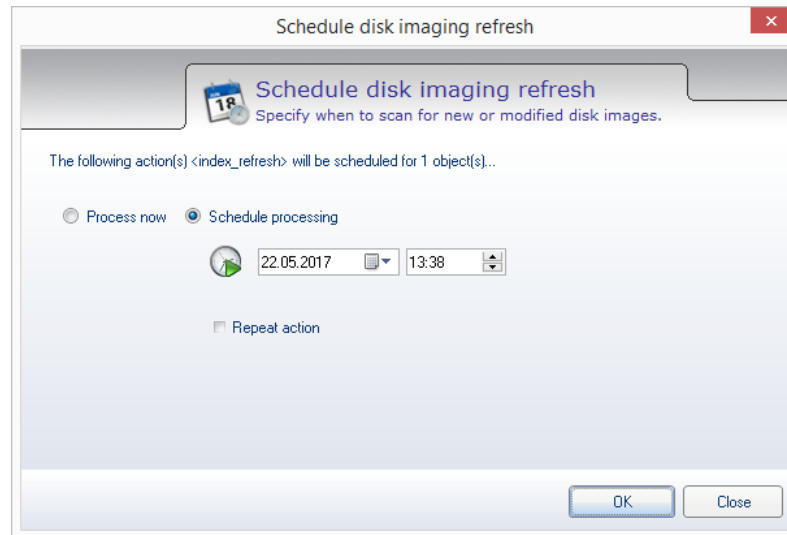 Schedule disk imaging refresh
x
18
Schedule disk imaging refresh
Specify when to scan for new or modified disk images.
The following action(s) <index_refresh> will be scheduled for 1 object(s)...
Process now Schedule processing
22.05.2017 13:38
Repeat action
OK Close